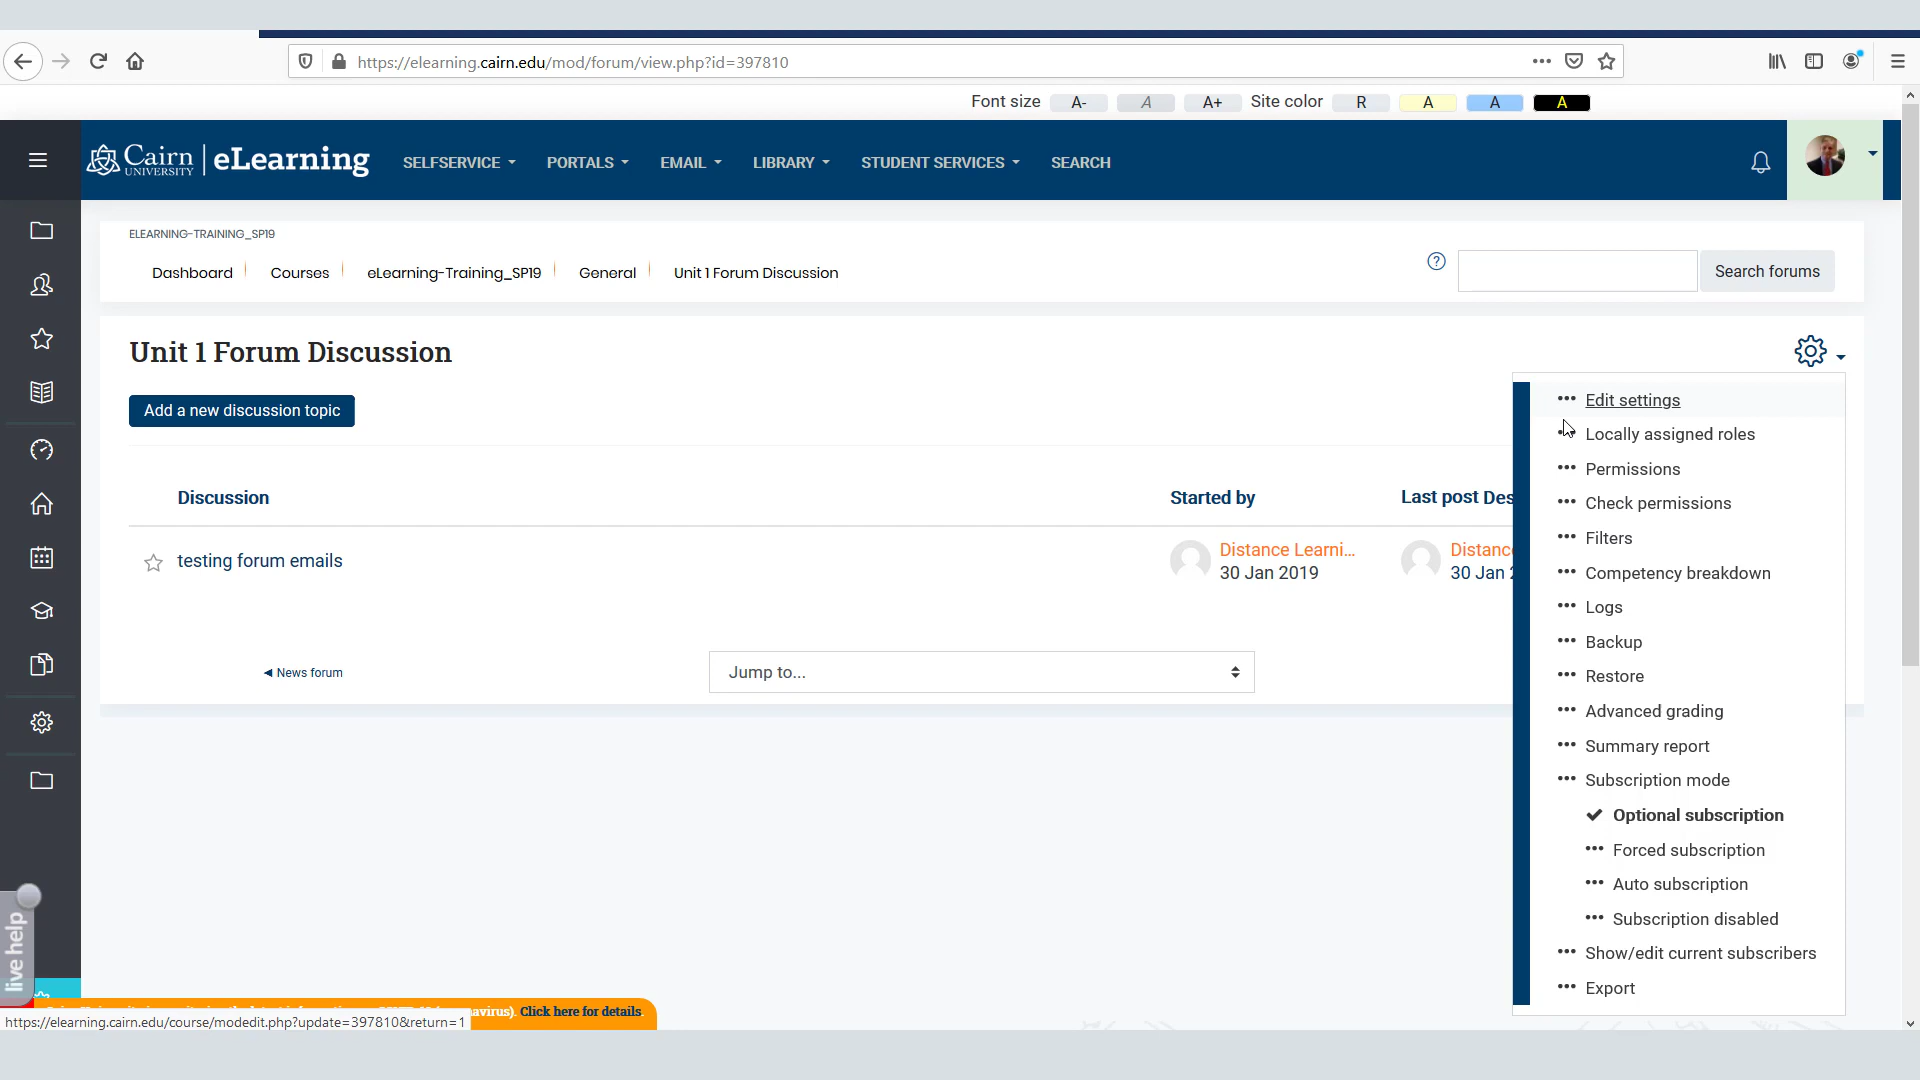 https://elearning.cairn.edu/mod/forum/view.php?id=397810
Font size A- A A+ Site color R A A A
Cairn UNIVERSITY | eLearning SELFSERVICE PORTALS EMAIL LIBRARY STUDENT SERVICES SEARCH
ELEARNING-TRAINING_SP19
Dashboard Courses eLearning-Training_SP19 General Unit 1 Forum Discussion
Search forums
Unit 1 Forum Discussion
Add a new discussion topic
Discussion Started by Last post Des
testing forum emails
Distance Learni...
30 Jan 2019
Distanc
30 Jan
News forum
Jump to...
Edit settings
Locally assigned roles
Permissions
Check permissions
Filters
Competency breakdown
Logs
Backup
Restore
Advanced grading
Summary report
Subscription mode
Optional subscription
Forced subscription
Auto subscription
Subscription disabled
Show/edit current subscribers
Export
live help
navirus). Click here for details.
https://elearning.cairn.edu/course/modedit.php?update=397810&return=1